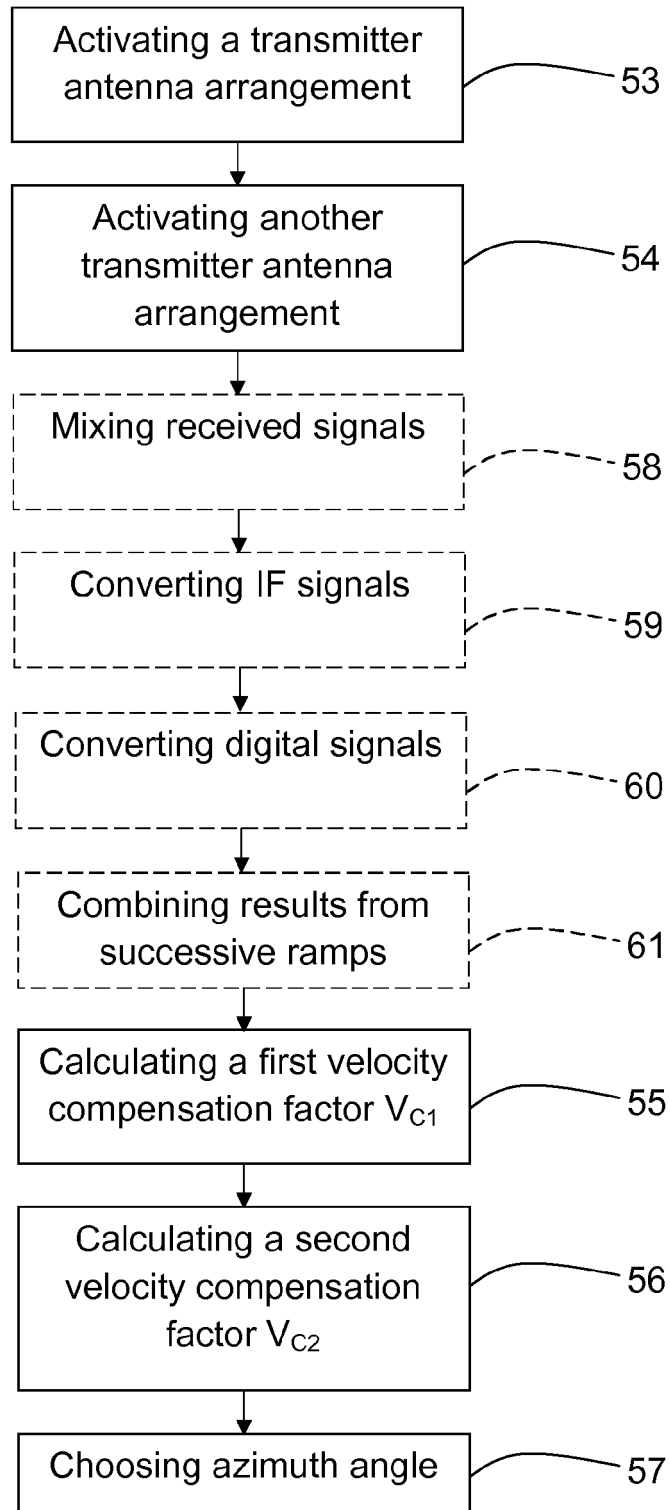 Activating a transmitter
antenna arrangement
53
Activating another
transmitter antenna
arrangement
54
Mixing received signals
58
Converting IF signals
59
Converting digital signals
60
Combining results from
successive ramps
61
Calculating a first velocity
compensation factor VC1
55
Calculating a second
velocity compensation
factor VC2
56
Choosing azimuth angle
57